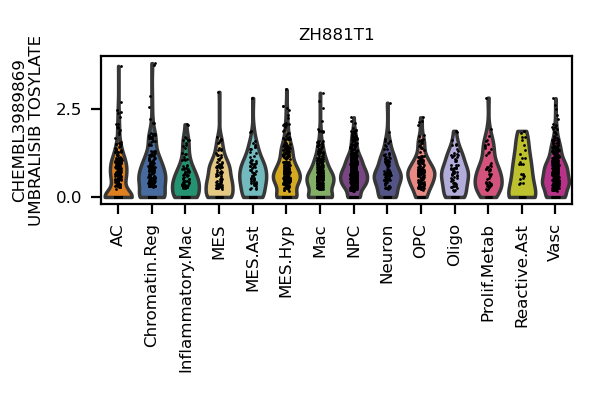 ZH881T1
CHEMBL3989869
UMBRALISIB TOSYLATE
2.5
0.0
AC
Chromatin.Reg
Inflammatory.Mac
MES
MES.Ast
MES.Hyp
Mac
NPC
Neuron
OPC
Oligo
Prolif.Metab
Reactive.Ast
Vasc